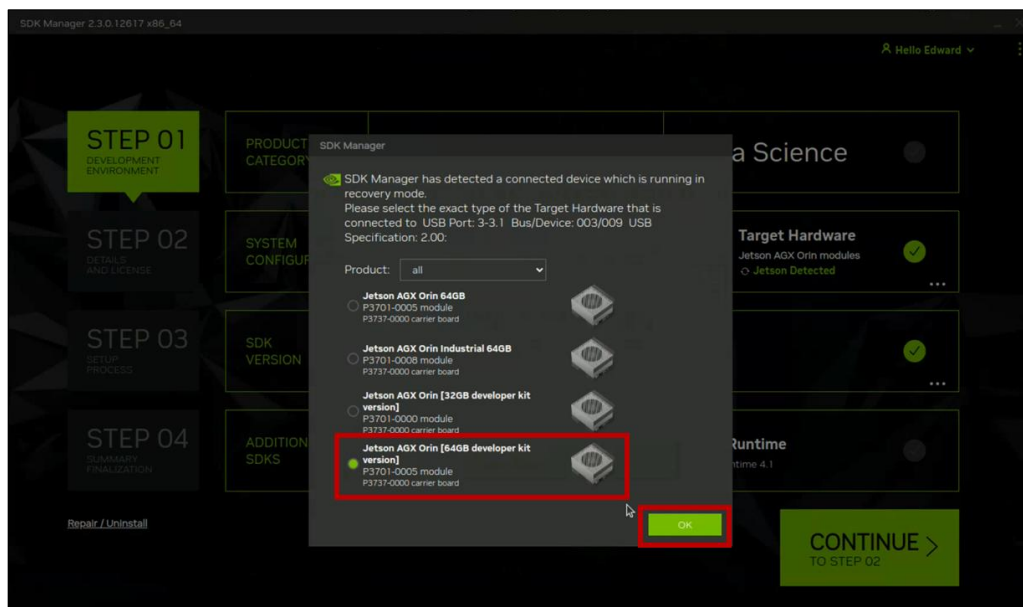 SDK Manager 2.3.0.12617 x86_64
Hello Edward
STEP 01
DEVELOPMENT
ENVIRONMENT
PRODUCT
CATEGORY
a Science
STEP 02
DETAILS
AND LICENSE
SYSTEM
CONFIGUR
Target Hardware
Jetson AGX Orin modules
Jetson Detected
STEP 03
SETUP
PROCESS
SDK
VERSION
STEP 04
SUMMARY
FINALIZATION
ADDITION
SDKS
Runtime
ntime 4.1
SDK Manager
SDK Manager has detected a connected device which is running in
recovery mode.
Please select the exact type of the Target Hardware that is
connected to USB Port: 3-3.1 Bus/Device: 003/009 USB
Specification: 2.00:
Product: all
Jetson AGX Orin 64GB
P3701-0005 module
P3737-0000 carrier board
Jetson AGX Orin Industrial 64GB
P3701-0008 module
P3737-0000 carrier board
Jetson AGX Orin [32GB developer kit
version]
P3701-0000 module
P3737-0000 carrier board
Jetson AGX Orin [64GB developer kit
version]
P3701-0005 module
P3737-0000 carrier board
OK
Repair / Uninstall
CONTINUE >
TO STEP 02